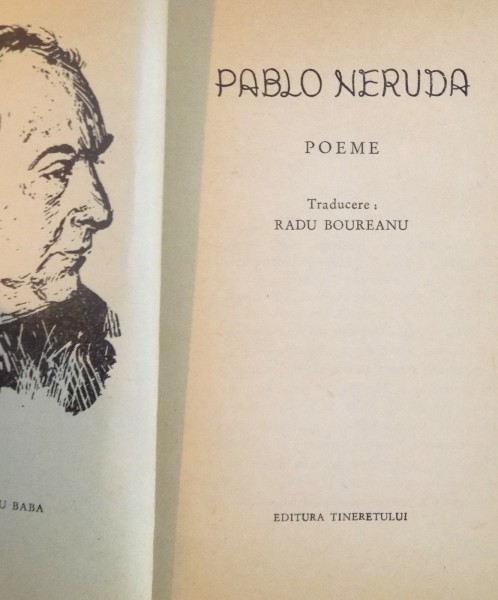 PABLO NERUDA
POEME
Traducere :
RADU BOUREANU
EDITURA TINERETULUI
BABA